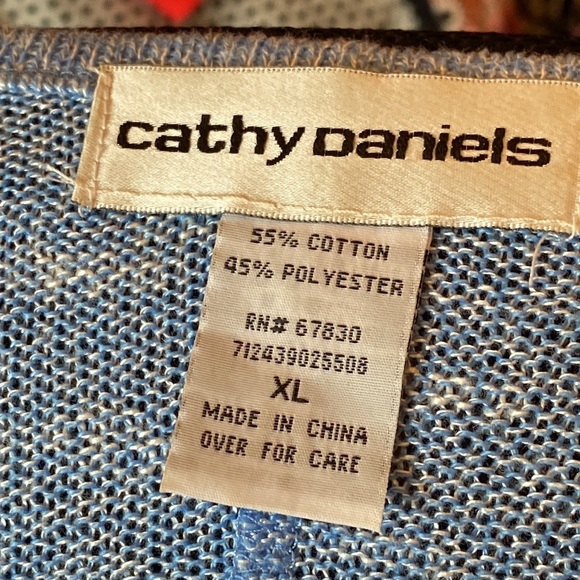 cathy Daniels
55% COTTON
45% POLYESTER
RN# 67830
712439025508
XL
MADE IN CHINA
OVER FOR CARE